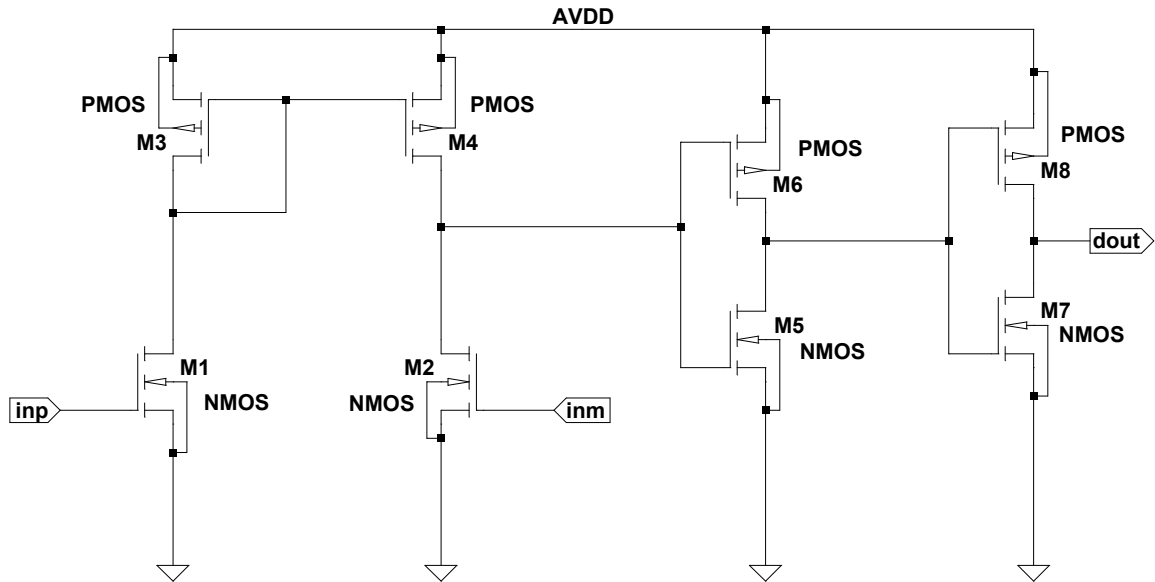 AVDD
PMOS
M3
PMOS
M4
PMOS
M6
PMOS
M8
dout
M1
NMOS
M2
NMOS
M5
NMOS
M7
NMOS
inp
inm